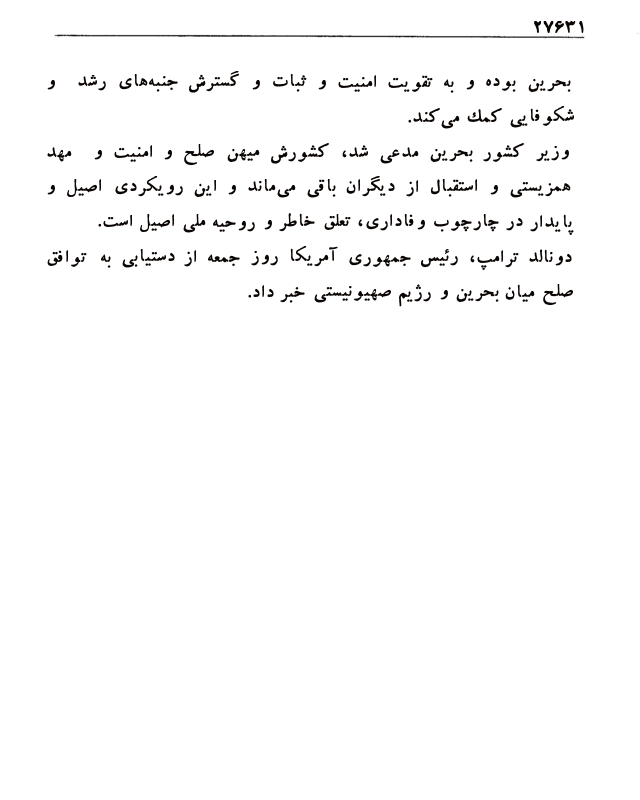 ۲۷۶۳۱
بحرین بوده و به تقویت امنیت و ثبات و گسترش جنبه‌های رشد و
شکوفایی کمک می‌کند.
وزیر کشور بحرین مدعی شد، کشورش میهن صلح و امنیت و مهد
همزیستی و استقبال از دیگران باقی می‌ماند و این رویکردی اصیل و
پایدار در چارچوب وفاداری، تعلق خاطر و روحیه ملی اصیل است.
دونالد ترامپ، رئیس جمهوری آمریکا روز جمعه از دستیابی به توافق
صلح میان بحرین و رژیم صهیونیستی خبر داد.